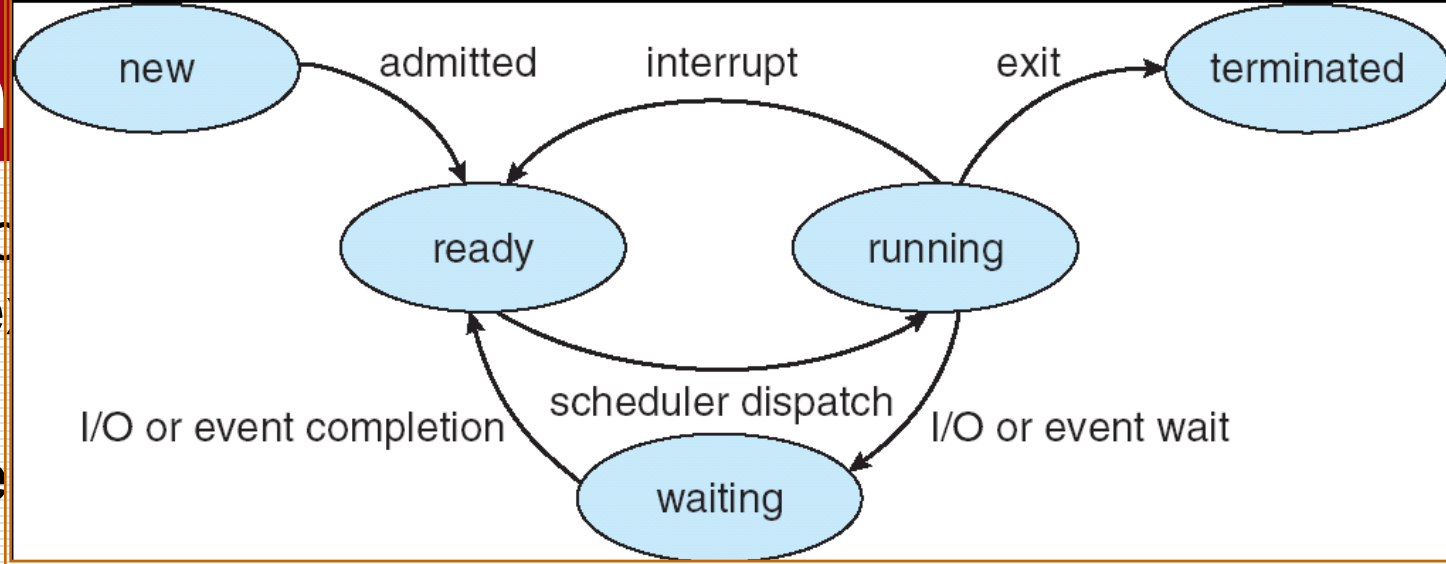 new
admitted
interrupt
exit
terminated
ready
running
scheduler dispatch
I/O or event completion
I/O or event wait
waiting